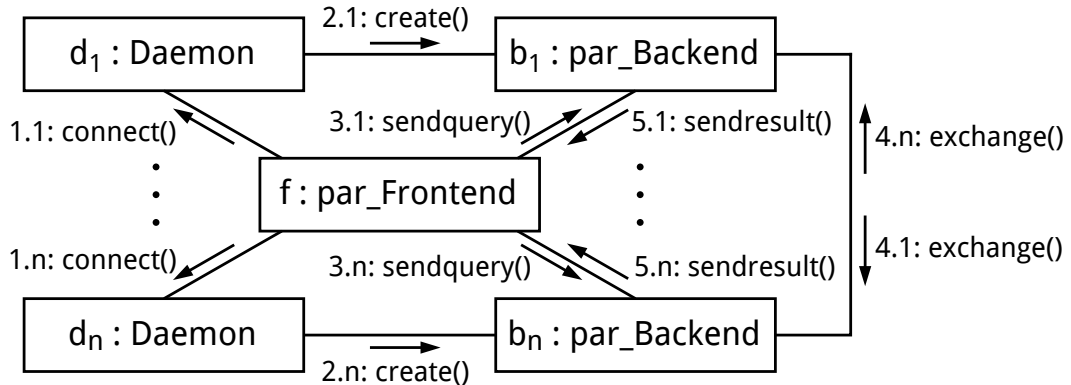 2.1: create()
d1 : Daemon
b1 : par_Backend
1.1: connect()
3.1: sendquery()
5.1: sendresult()
4.n: exchange()
f : par_Frontend
1.n: connect()
3.n: sendquery()
5.n: sendresult()
4.1: exchange()
dn : Daemon
bn : par_Backend
2.n: create()